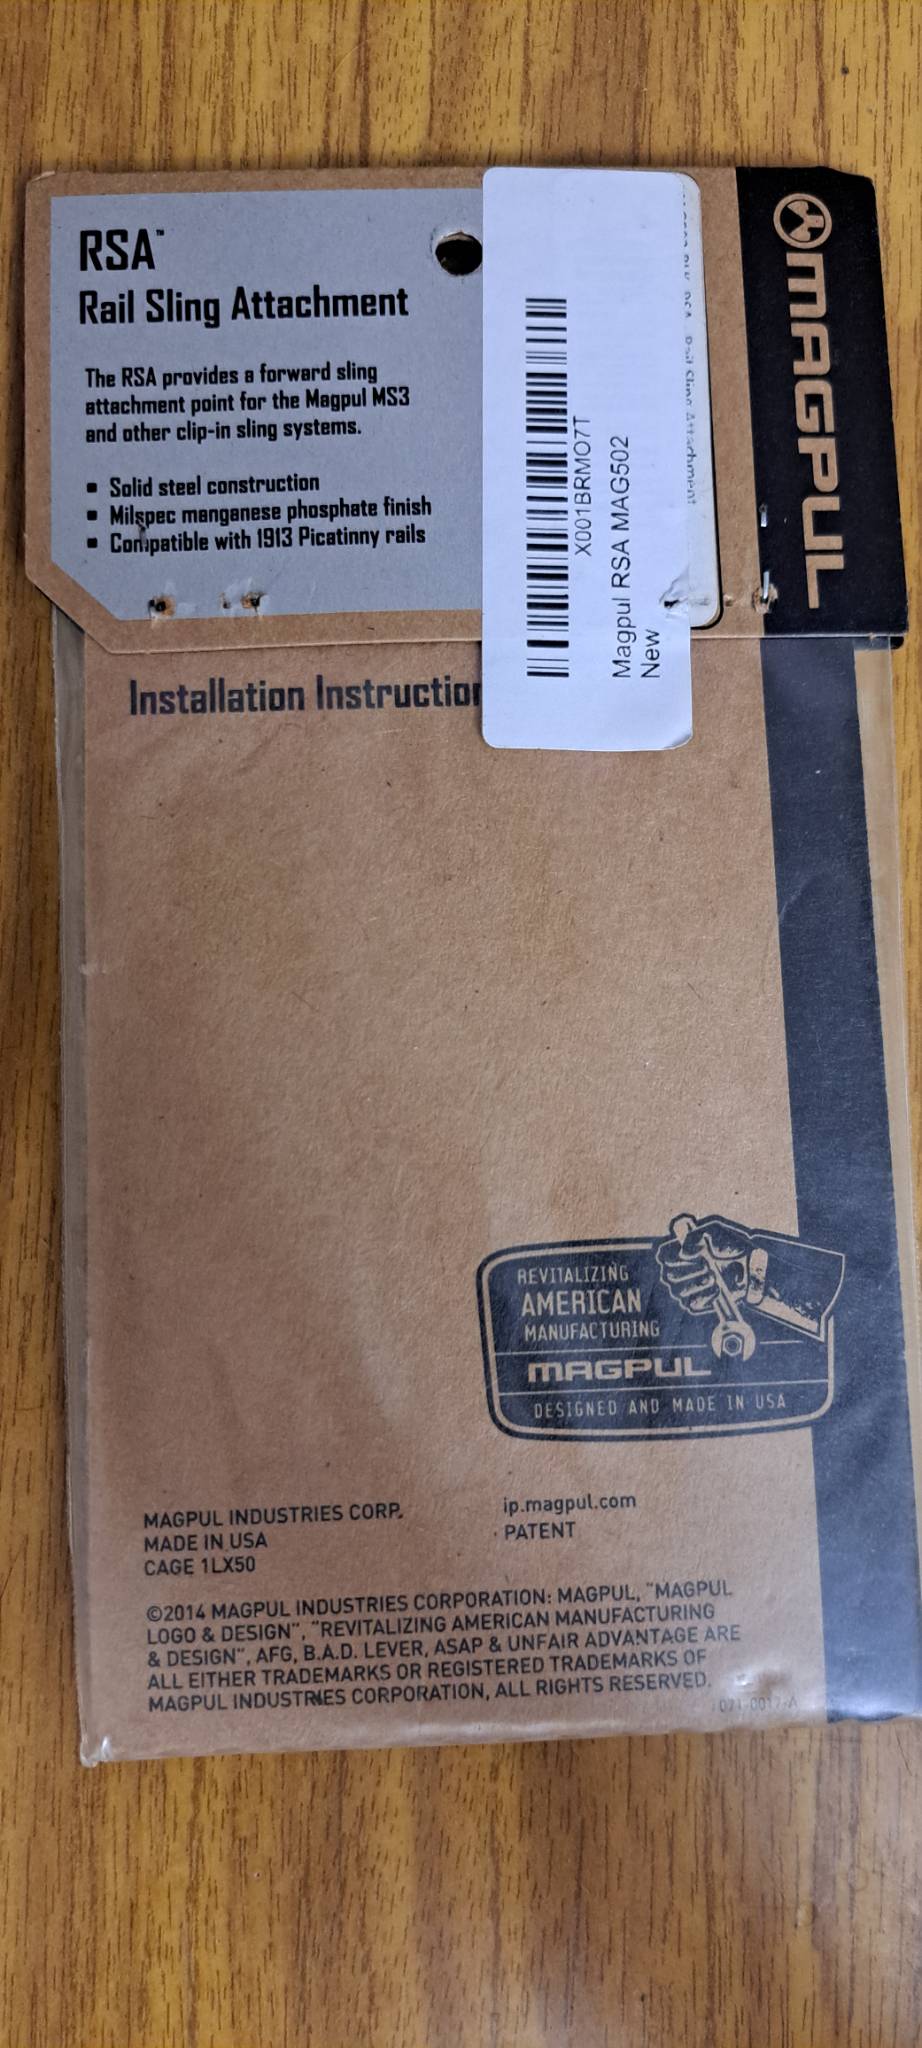 RSA™
Rail Sling Attachment
The RSA provides a forward sling
attachment point for the Magpul MS3
and other clip-in sling systems.
▪ Solid steel construction
▪ Milspec manganese phosphate finish
▪ Compatible with 1913 Picatinny rails
X001BRMO7T
Magpul RSA MAG502
New
Rail Sling Attachment
MAGPUL
Installation Instruction
REVITALIZING
AMERICAN
MANUFACTURING
MAGPUL
DESIGNED AND MADE IN USA
MAGPUL INDUSTRIES CORP.
MADE IN USA
CAGE 1LX50
ip.magpul.com
PATENT
©2014 MAGPUL INDUSTRIES CORPORATION: MAGPUL, "MAGPUL
LOGO & DESIGN", "REVITALIZING AMERICAN MANUFACTURING
& DESIGN", AFG, B.A.D. LEVER, ASAP & UNFAIR ADVANTAGE ARE
ALL EITHER TRADEMARKS OR REGISTERED TRADEMARKS OF
MAGPUL INDUSTRIES CORPORATION, ALL RIGHTS RESERVED.